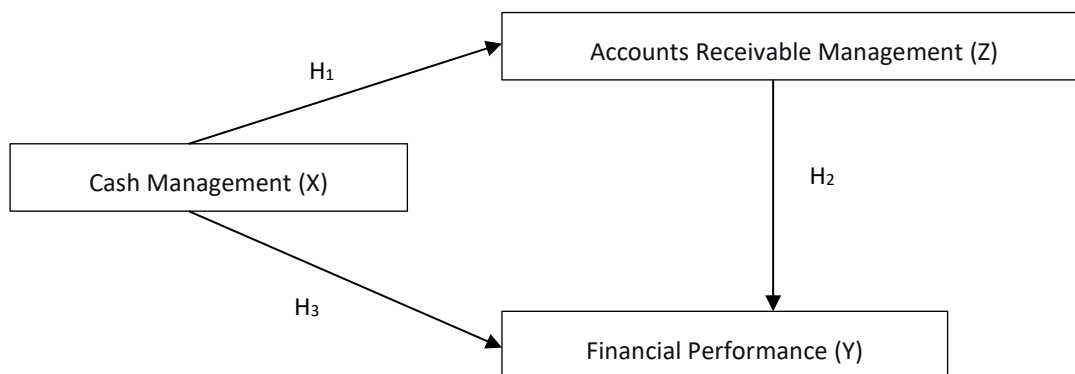 Accounts Receivable Management (Z)
H₁
Cash Management (X)
H₂
H₃
Financial Performance (Y)